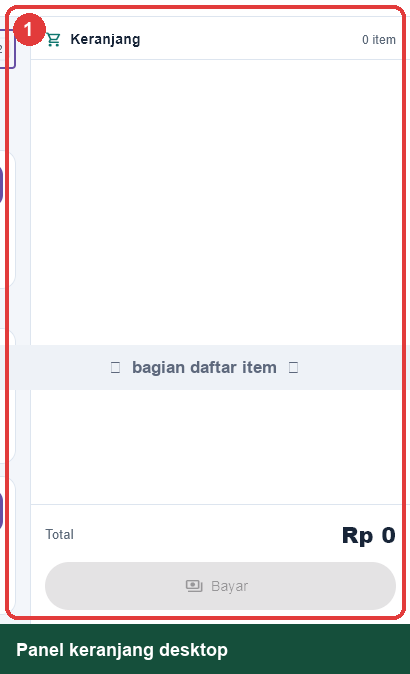 1
Keranjang
0 item
bagian daftar item
Total
Rp 0
Bayar
Panel keranjang desktop